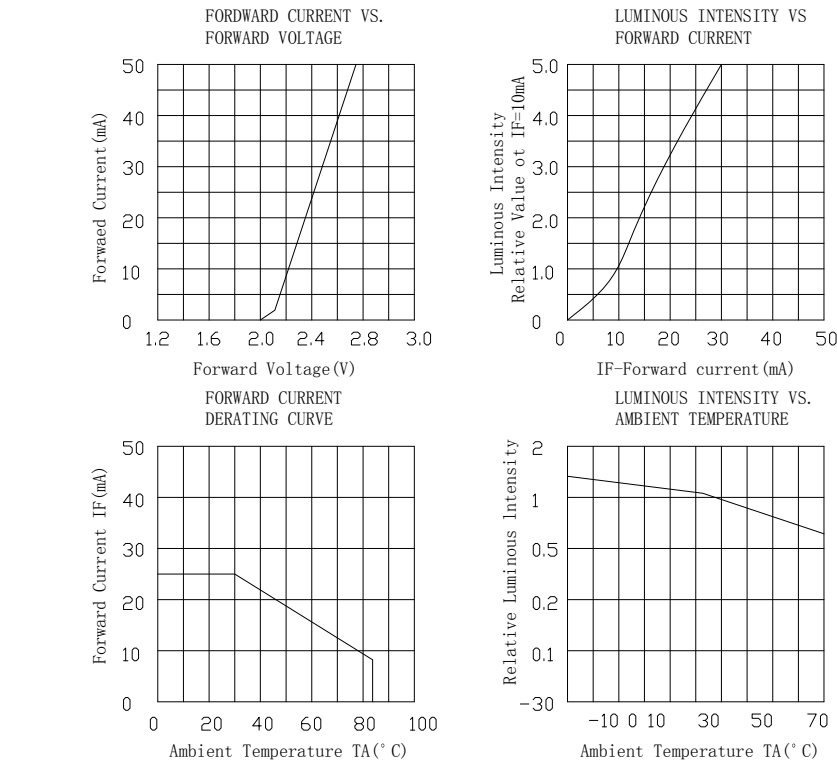 FORDWARD CURRENT VS.
FORWARD VOLTAGE
50
40
30
20
10
0
1.2 1.6 2.0 2.4 2.8 3.0
Forwaed Current(mA)
Forward Voltage(V)
LUMINOUS INTENSITY VS
FORWARD CURRENT
5.0
4.0
3.0
2.0
1.0
0
0 10 20 30 40 50
Luminous Intensity
Relative Value ot IF=10mA
IF-Forward current(mA)
FORWARD CURRENT
DERATING CURVE
50
40
30
20
10
0
0 20 40 60 80 100
Forward Current IF(mA)
Ambient Temperature TA(°C)
LUMINOUS INTENSITY VS.
AMBIENT TEMPERATURE
2
1
0.5
0.2
0.1
-30
-10 0 10 30 50 70
Relative Luminous lntensity
Ambient Temperature TA(°C)